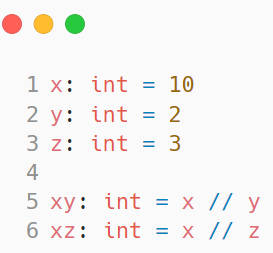 1 x: int = 10
2 y: int = 2
3 z: int = 3
4
5 xy: int = x // y
6 xz: int = x // z